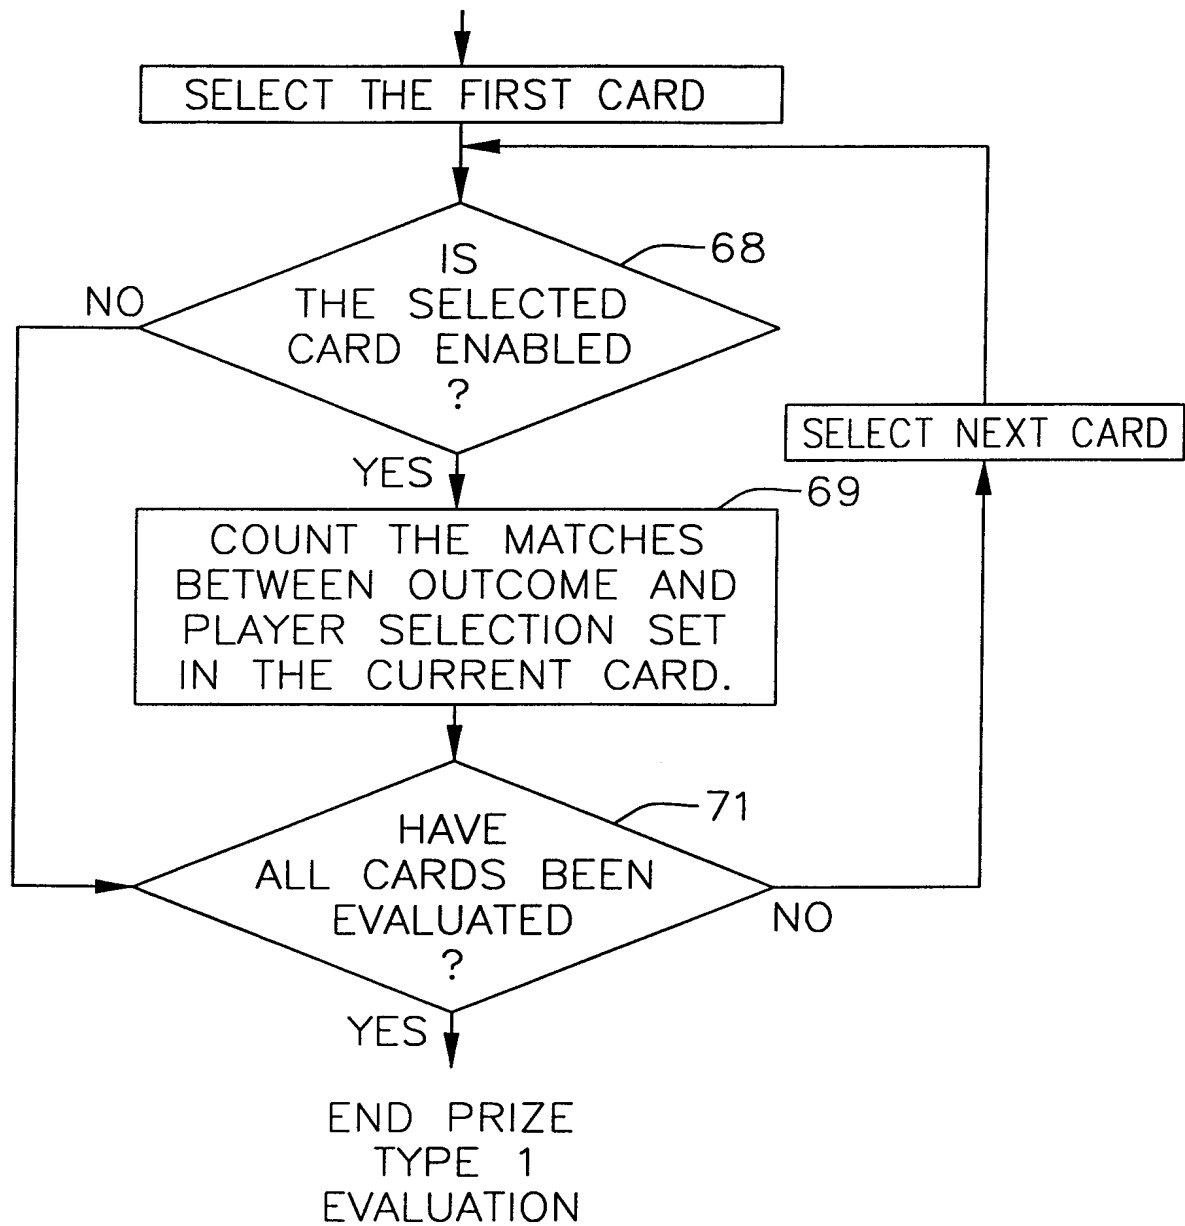 SELECT THE FIRST CARD
68
IS
THE SELECTED
CARD ENABLED
?
NO
YES
SELECT NEXT CARD
69
COUNT THE MATCHES
BETWEEN OUTCOME AND
PLAYER SELECTION SET
IN THE CURRENT CARD.
71
HAVE
ALL CARDS BEEN
EVALUATED
?
NO
YES
END PRIZE
TYPE 1
EVALUATION